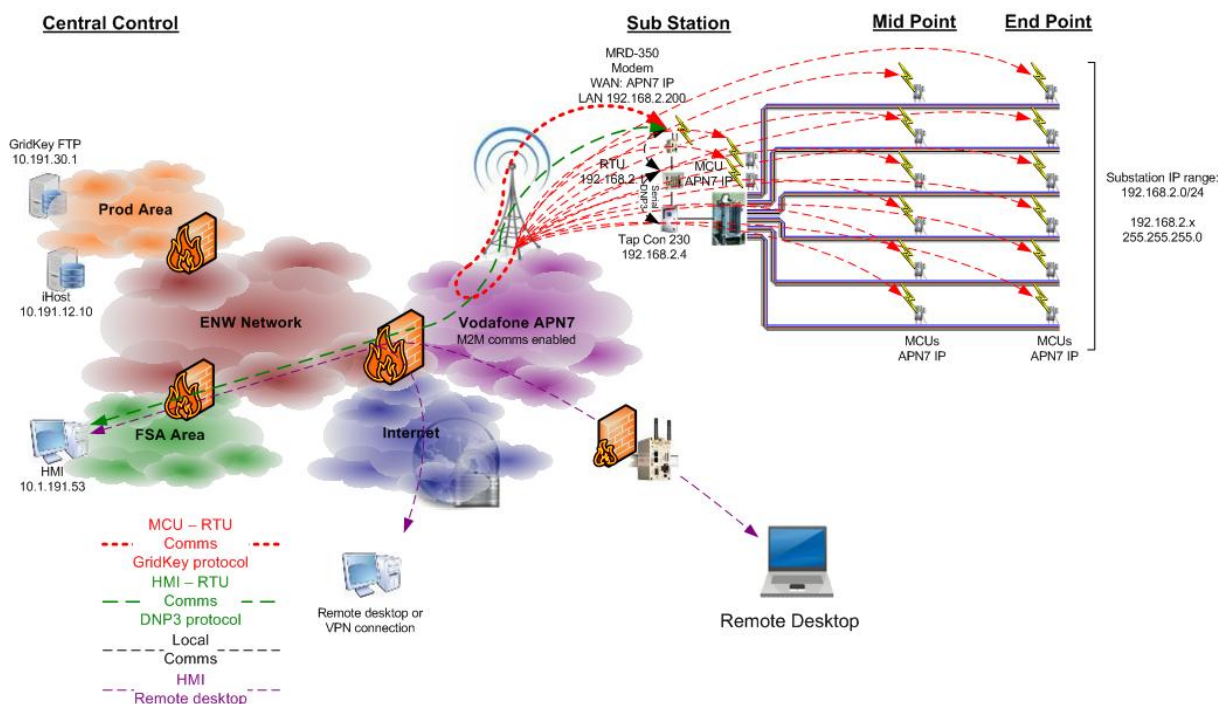 Central Control
Sub Station
Mid Point
End Point
MRD-350
Modem
WAN: APN7 IP
LAN 192.168.2.200
GridKey FTP
10.191.30.1
Prod Area
iHost
10.191.12.10
ENW Network
Vodafone APN7
M2M comms enabled
RTU
192.168.2.1
MCU
APN7 IP
Serial
DNP3
Tap Con 230
192.168.2.4
Substation IP range:
192.168.2.0/24
192.168.2.x
255.255.255.0
MCUs
APN7 IP
MCUs
APN7 IP
FSA Area
Internet
HMI
10.1.191.53
MCU – RTU
Comms
GridKey protocol
HMI – RTU
Comms
DNP3 protocol
Local
Comms
HMI
Remote desktop
Remote desktop or
VPN connection
Remote Desktop